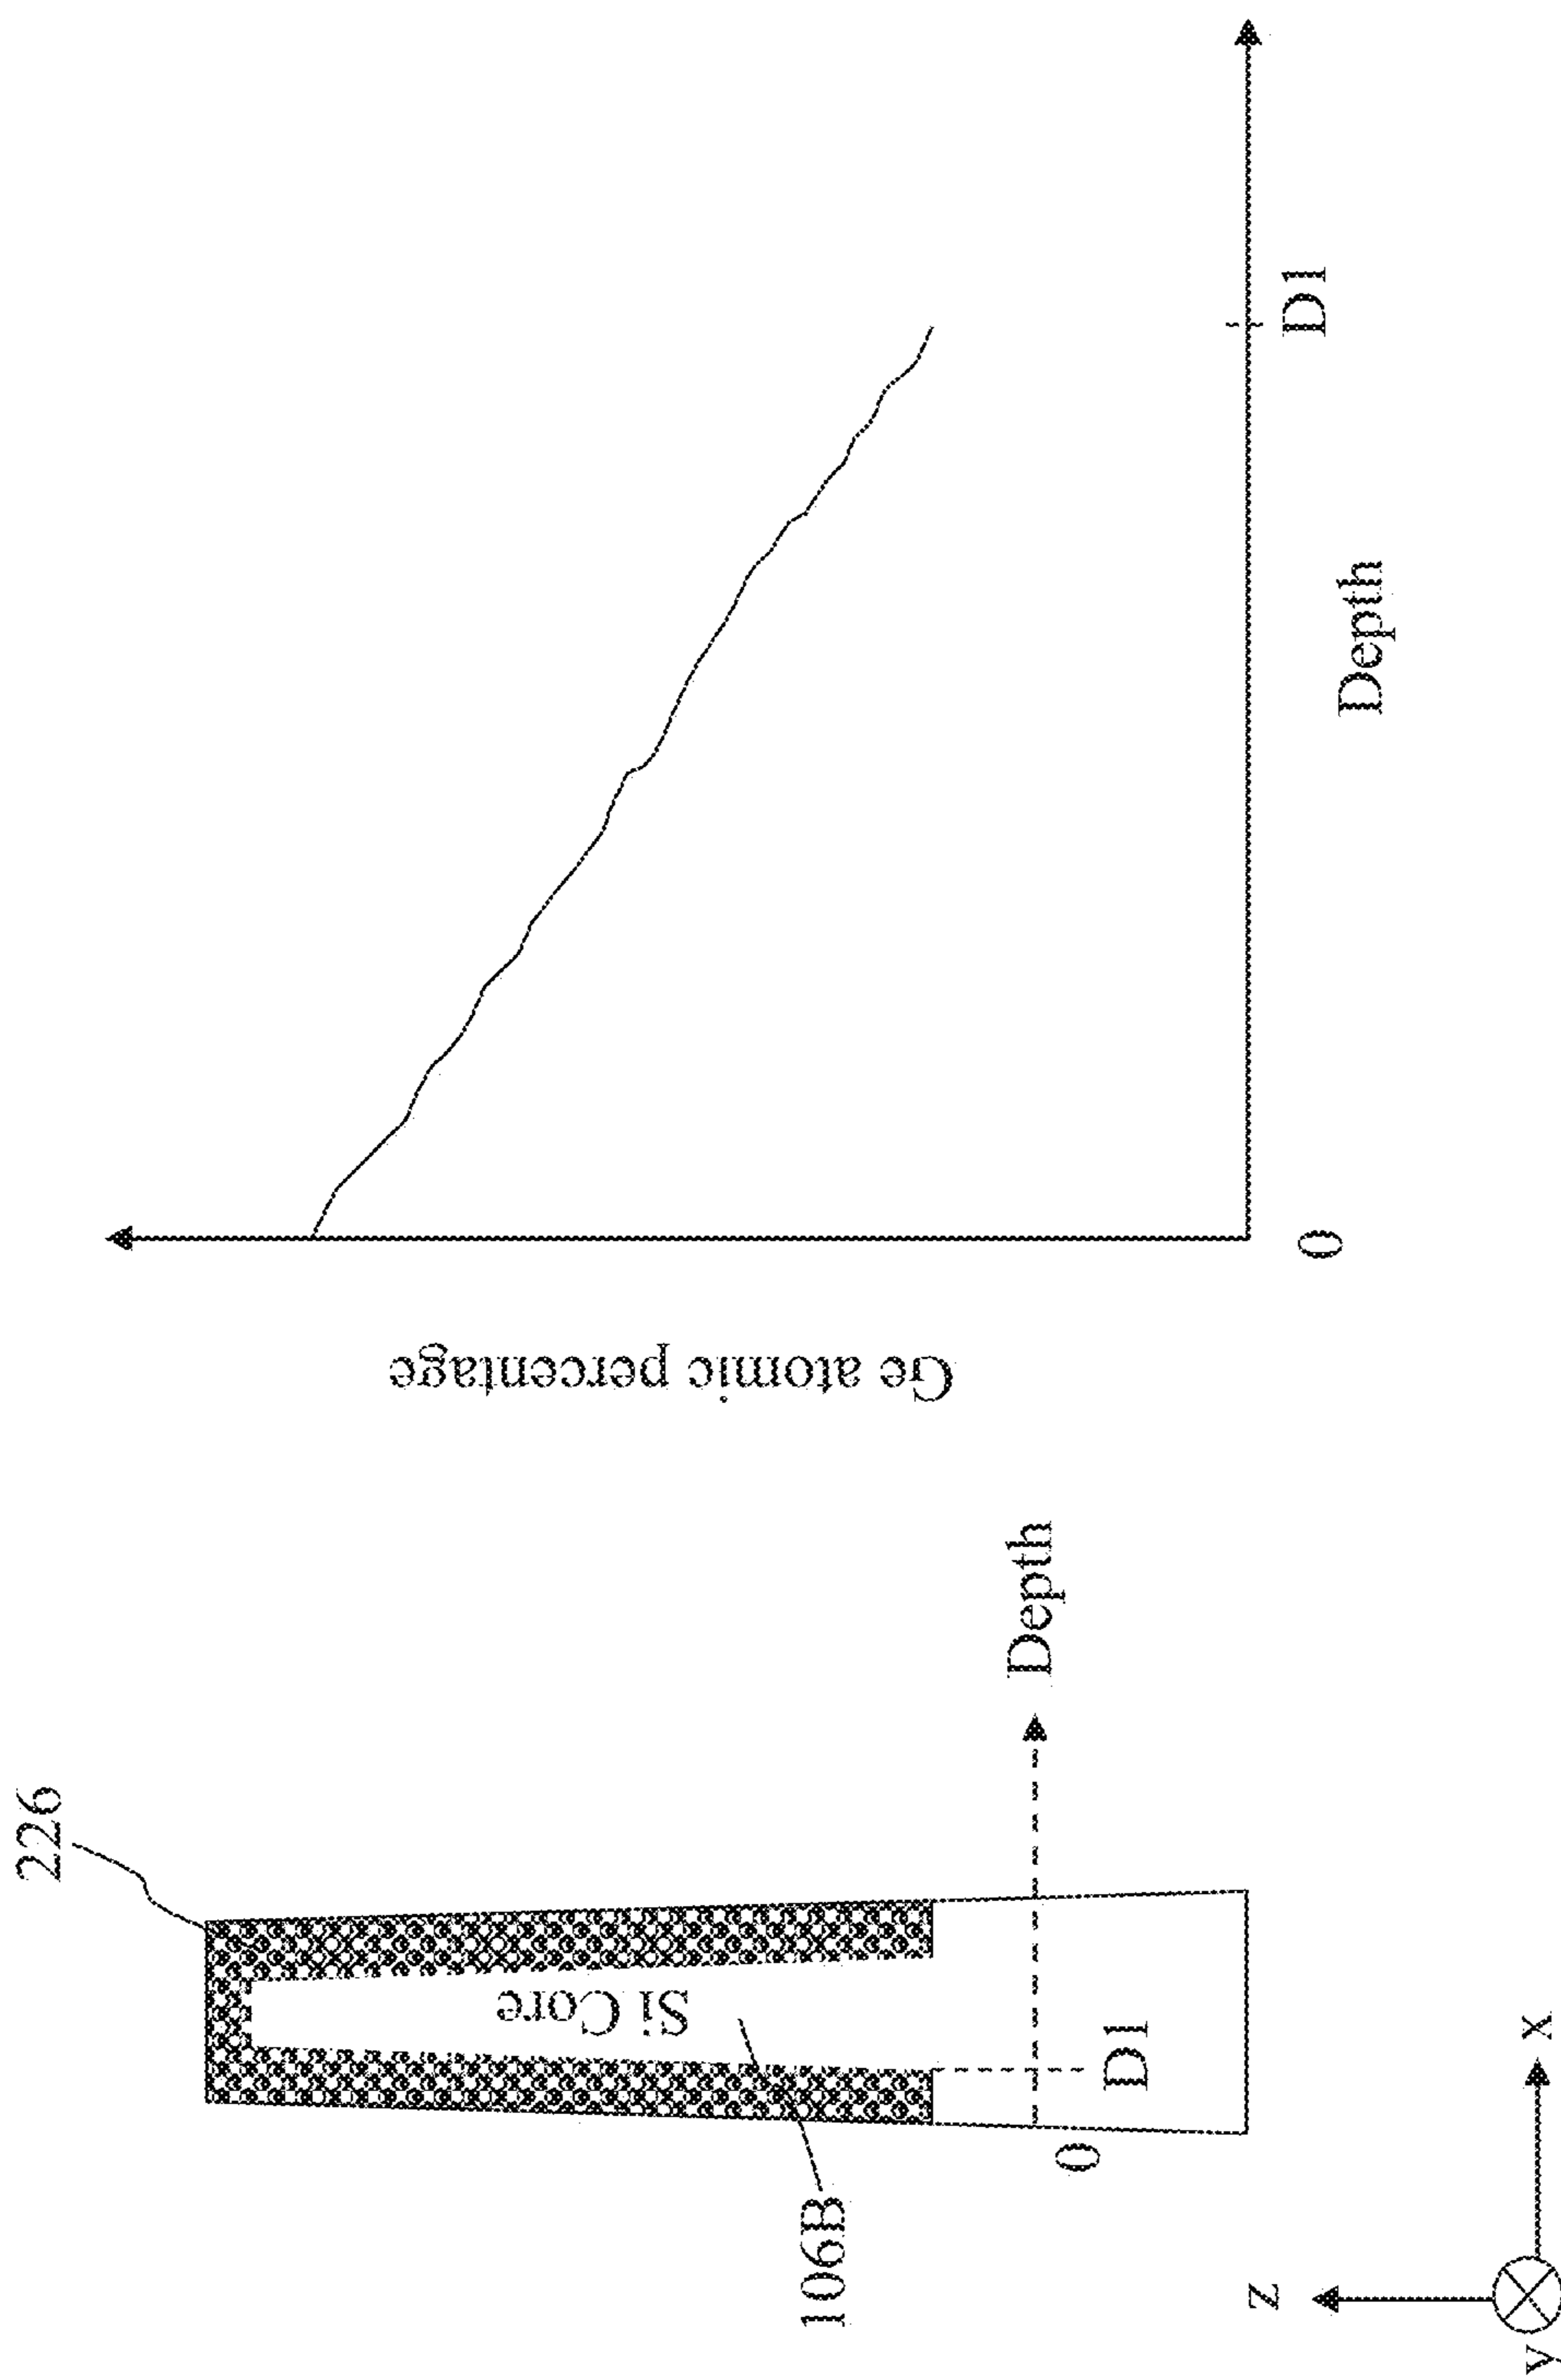 226
Si Core
106B
0
D1
Depth
z
x
y
Ge atomic percentage
0
D1
Depth